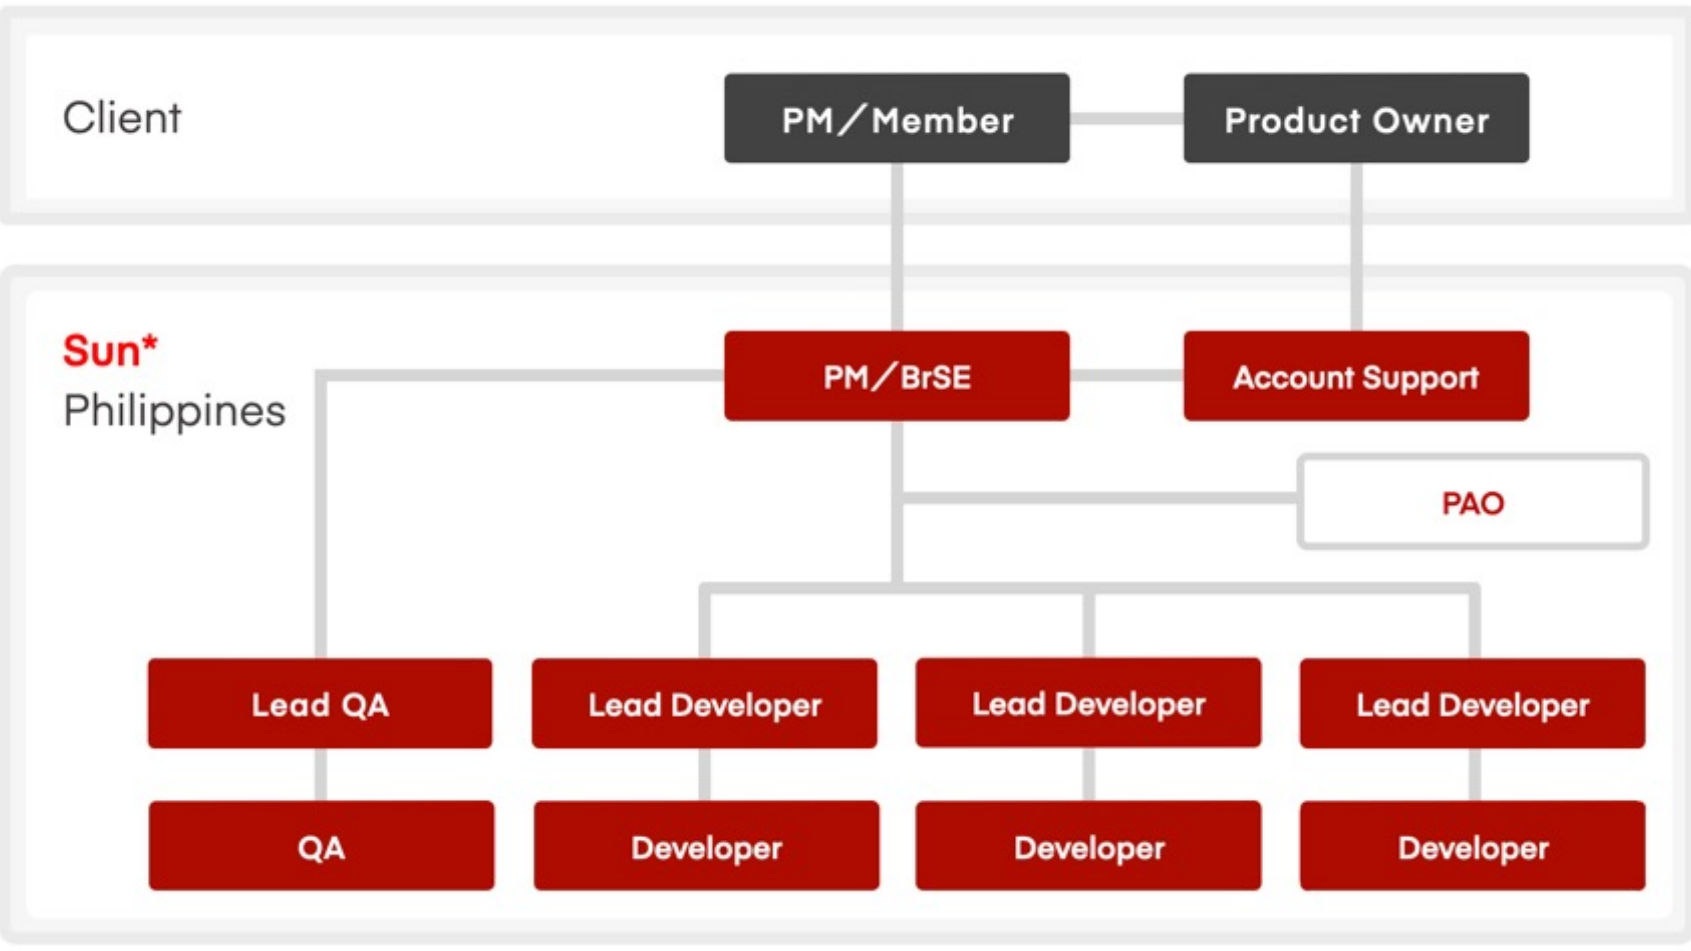 Client
PM／Member
Product Owner
Sun*
Philippines
PM／BrSE
Account Support
PAO
Lead QA
Lead Developer
Lead Developer
Lead Developer
QA
Developer
Developer
Developer